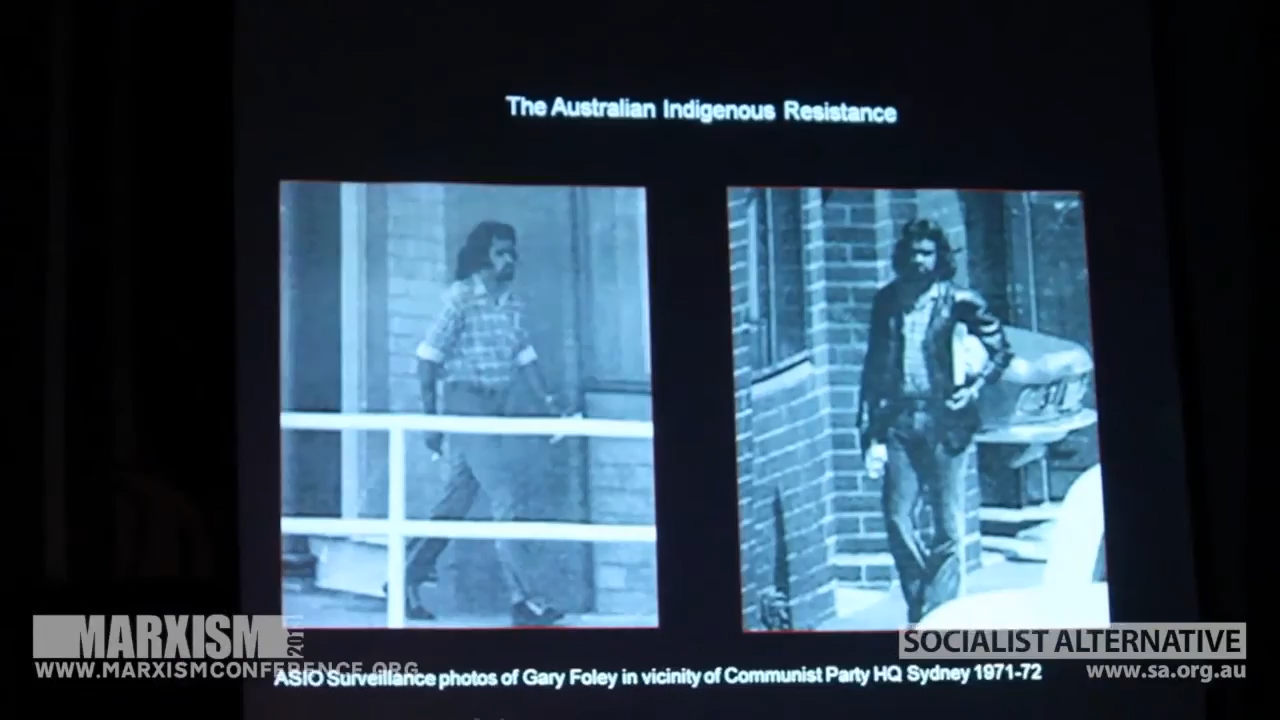 The Australian Indigenous Resistance
MARXISM
2011
WWW.MARXISMCONFERENCE.ORG
ASIO Surveillance photos of Gary Foley in vicinity of Communist Party HQ Sydney 1971-72
SOCIALIST ALTERNATIVE
www.sa.org.au